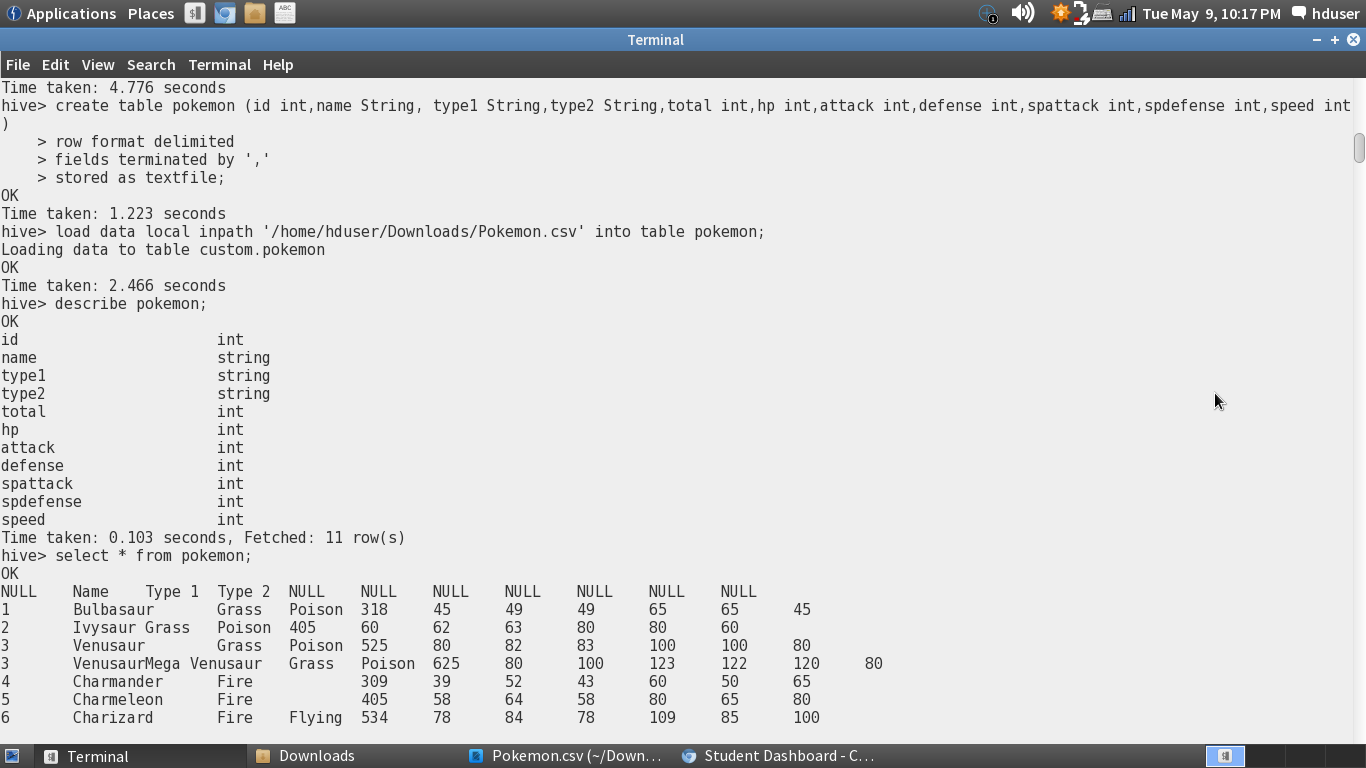 Applications Places Tue May 9, 10:17 PM hduser
Terminal
File Edit View Search Terminal Help
Time taken: 4.776 seconds
hive> create table pokemon (id int,name String, type1 String,type2 String,total int,hp int,attack int,defense int,spattack int,spdefense int,speed int
)
    > row format delimited
    > fields terminated by ','
    > stored as textfile;
OK
Time taken: 1.223 seconds
hive> load data local inpath '/home/hduser/Downloads/Pokemon.csv' into table pokemon;
Loading data to table custom.pokemon
OK
Time taken: 2.466 seconds
hive> describe pokemon;
OK
id                  	int
name                	string
type1               	string
type2               	string
total               	int
hp                  	int
attack              	int
defense             	int
spattack            	int
spdefense           	int
speed               	int
Time taken: 0.103 seconds, Fetched: 11 row(s)
hive> select * from pokemon;
OK
NULL	Name	Type 1	Type 2	NULL	NULL	NULL	NULL	NULL	NULL	NULL
1	Bulbasaur	Grass	Poison	318	45	49	49	65	65	45
2	Ivysaur	Grass	Poison	405	60	62	63	80	80	60
3	Venusaur	Grass	Poison	525	80	82	83	100	100	80
3	VenusaurMega Venusaur	Grass	Poison	625	80	100	123	122	120	80
4	Charmander	Fire		309	39	52	43	60	50	65
5	Charmeleon	Fire		405	58	64	58	80	65	80
6	Charizard	Fire	Flying	534	78	84	78	109	85	100
Terminal Downloads Pokemon.csv (~/Down... Student Dashboard - C...